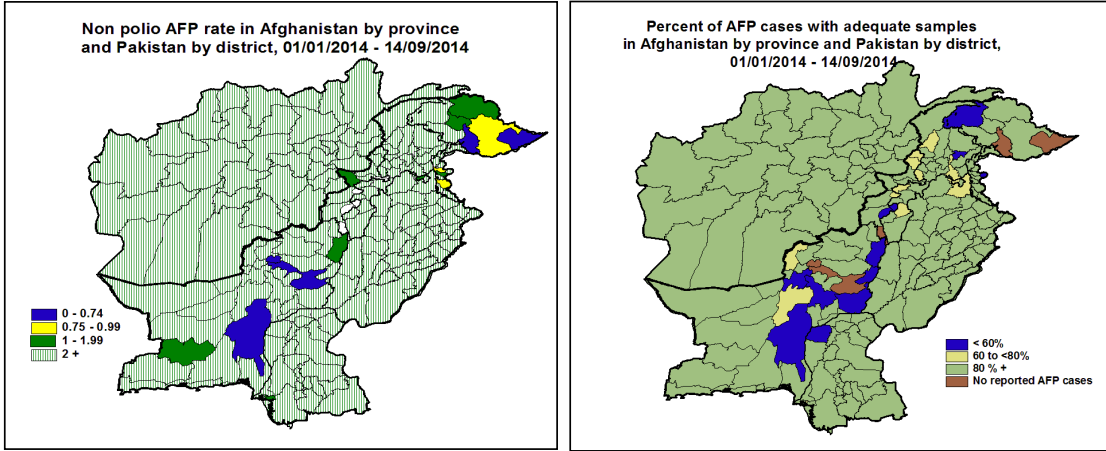 Non polio AFP rate in Afghanistan by province
and Pakistan by district, 01/01/2014 - 14/09/2014
0 - 0.74
0.75 - 0.99
1 - 1.99
2 +
Percent of AFP cases with adequate samples
in Afghanistan by province and Pakistan by district,
01/01/2014 - 14/09/2014
< 60%
60 to <80%
80 % +
No reported AFP cases